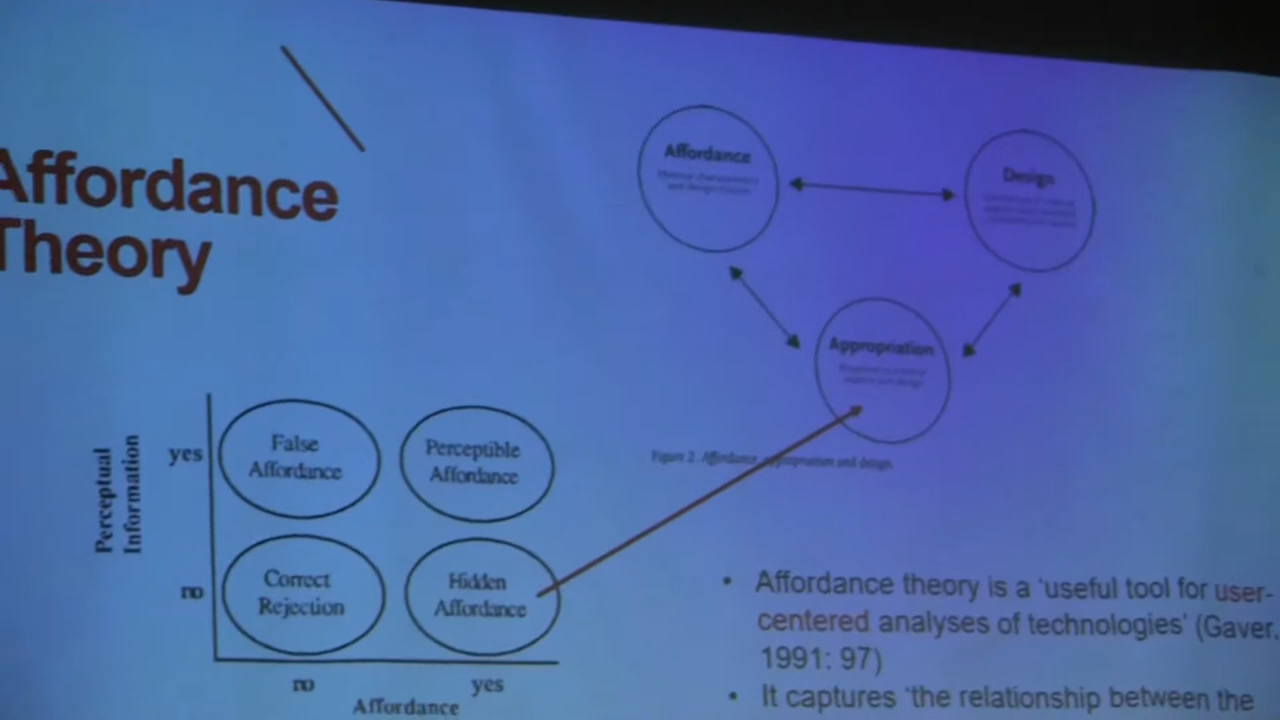 Affordance
Theory
Affordance
Design
Appropriation
Figure 2. Affordance, appropriation and design.
Perceptual
Information
yes
False
Affordance
Perceptible
Affordance
no
Correct
Rejection
Hidden
Affordance
no
yes
Affordance
• Affordance theory is a ‘useful tool for user-
centered analyses of technologies’ (Gaver.
1991: 97)
• It captures ‘the relationship between the